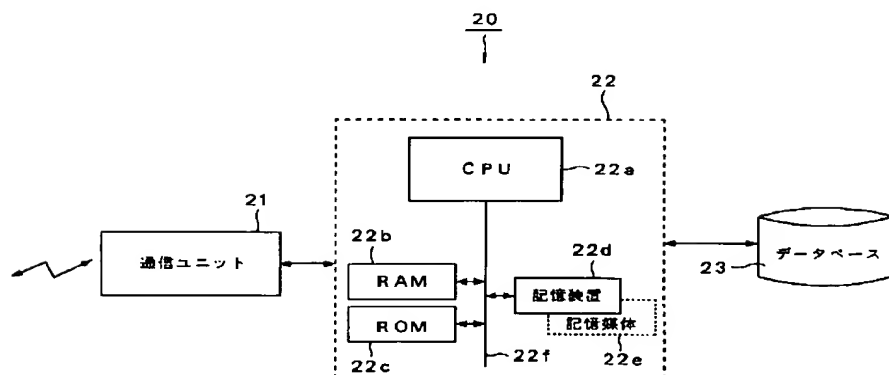 20
22
CPU
22a
21
通信ユニット
22b
RAM
22d
記憶装置
記憶媒体
22e
ROM
22c
22f
データベース
23